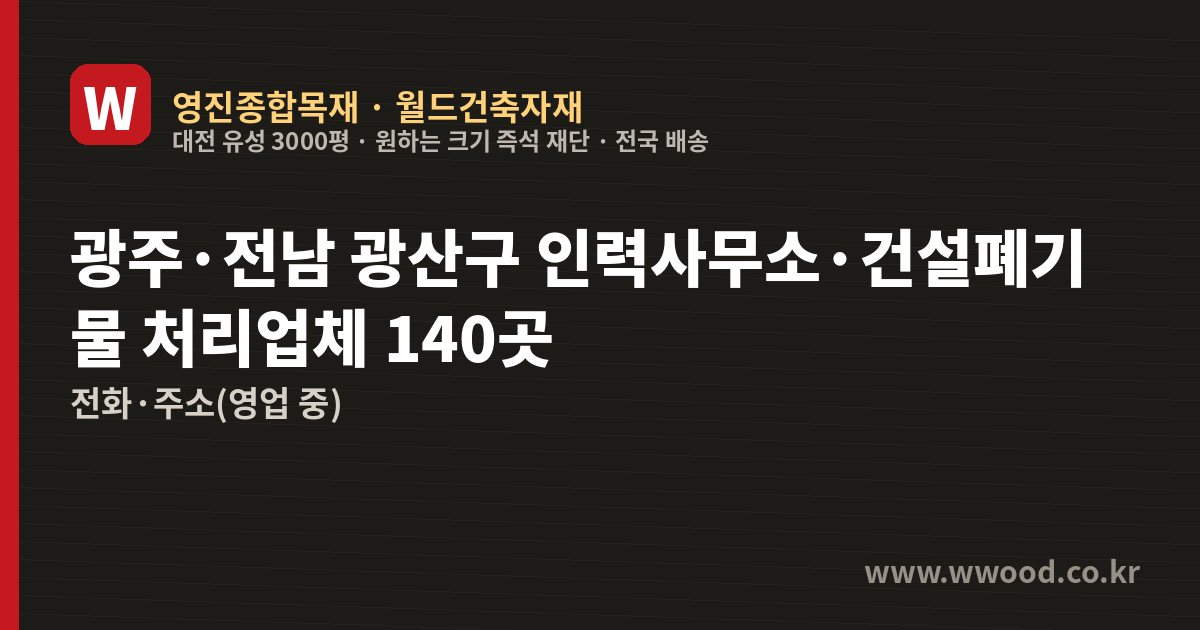 W
영진종합목재 · 월드건축자재
대전 유성 3000평 · 원하는 크기 즉석 재단 · 전국 배송
광주·전남 광산구 인력사무소·건설폐기
물 처리업체 140곳
전화·주소(영업 중)
www.wwood.co.kr